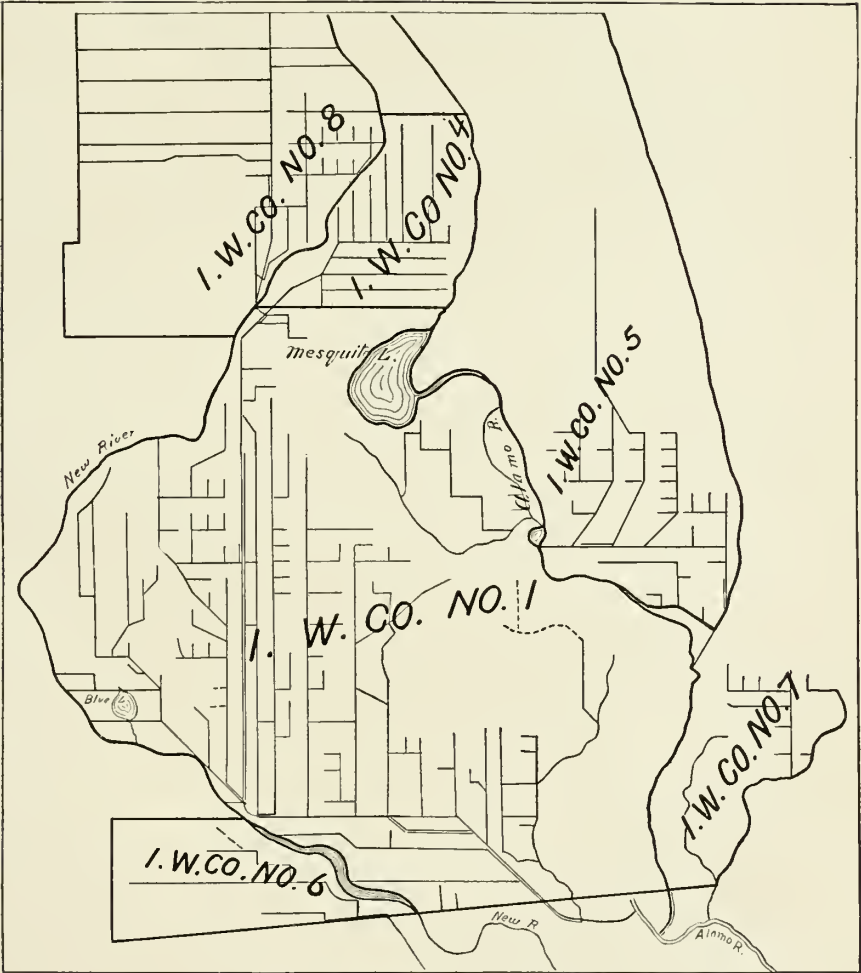 I. W. CO. NO. 8
I. W. CO NO. 4
Mesquite L.
I. W. CO. NO. 5
New River
Alamo R.
I. W. CO. NO. 1
Blue L.
I. W. CO. NO. 7
I. W. CO. NO. 6
New R
Alamo R.